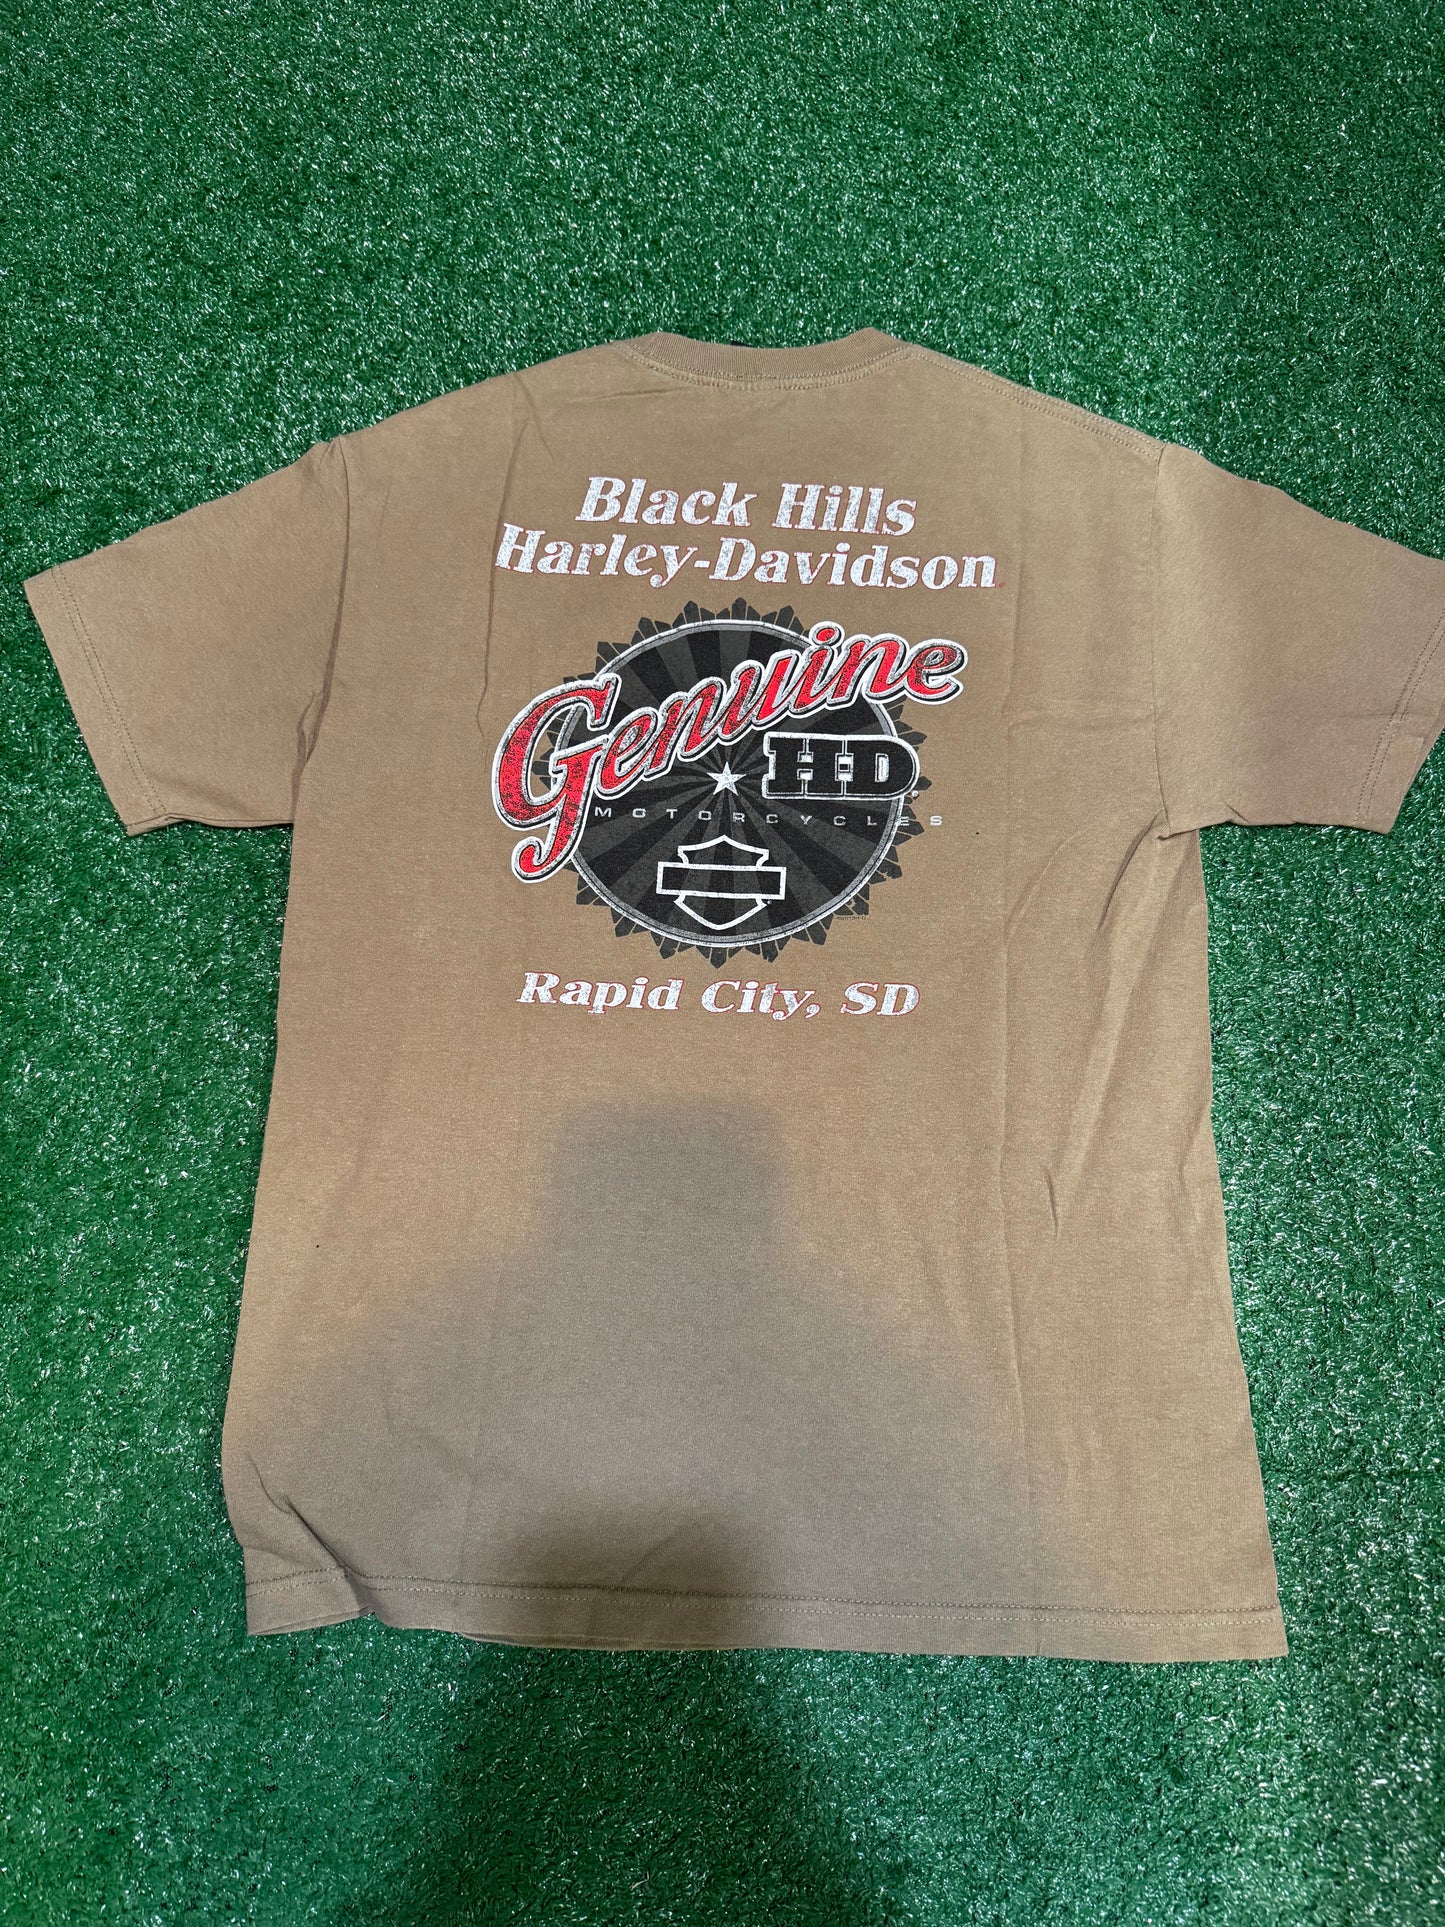 Black Hills
Harley-Davidson
Genuine
H-D
MOTORCYCLES
Rapid City, SD